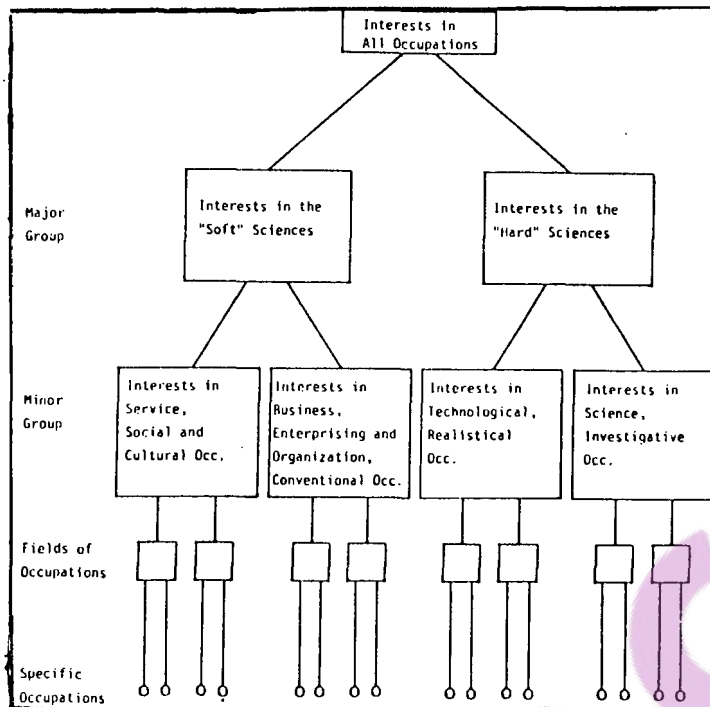 Interests in
All Occupations
Major
Group
Interests in the
"Soft" Sciences
Interests in the
"Hard" Sciences
Minor
Group
Interests in
Service,
Social and
Cultural Occ.
Interests in
Business,
Enterprising and
Organization,
Conventional Occ.
Interests in
Technological,
Realistical
Occ.
Interests in
Science,
Investigative
Occ.
Fields of
Occupations
Specific
Occupations